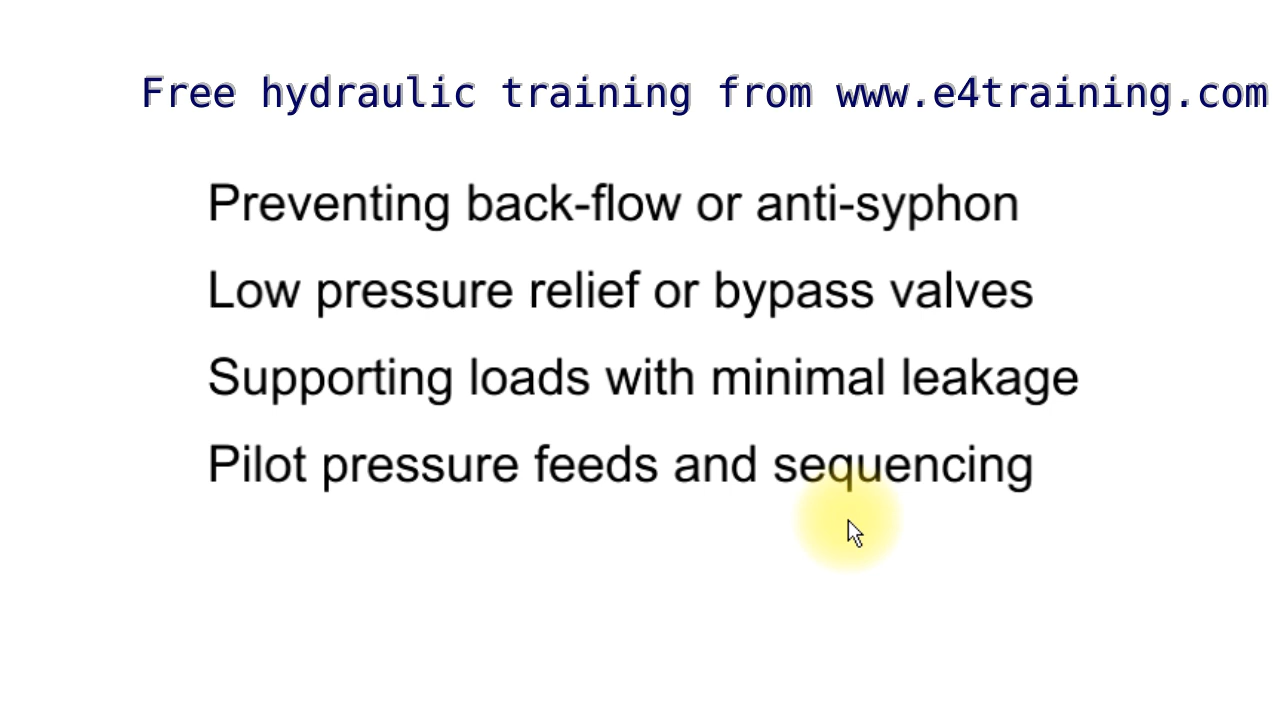 Free hydraulic training from www.e4training.com
Preventing back-flow or anti-syphon
Low pressure relief or bypass valves
Supporting loads with minimal leakage
Pilot pressure feeds and sequencing